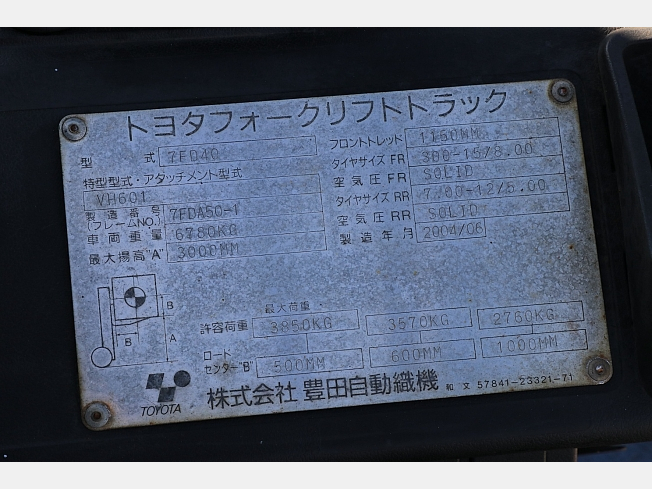 トヨタフォークリフトトラック
型 式 7FD40
特型型式・アタッチメント型式
VH601
製造番号
(フレームNO.) 7FDA50-1
車両重量 6780KG
最大揚高"A" 3000MM
フロントトレッド 1160MM
タイヤサイズ FR 300-15/8.00
空気圧 FR SOLID
タイヤサイズ RR 7.00-12/5.00
空気圧 RR SOLID
製造年月 2004/06
B
B
A
最大荷重
許容荷重 3850KG 3570KG 2760KG
ロード
センター"B" 500MM 600MM 1000MM
TOYOTA
株式会社 豊田自動織機 和文 57841-23321-71